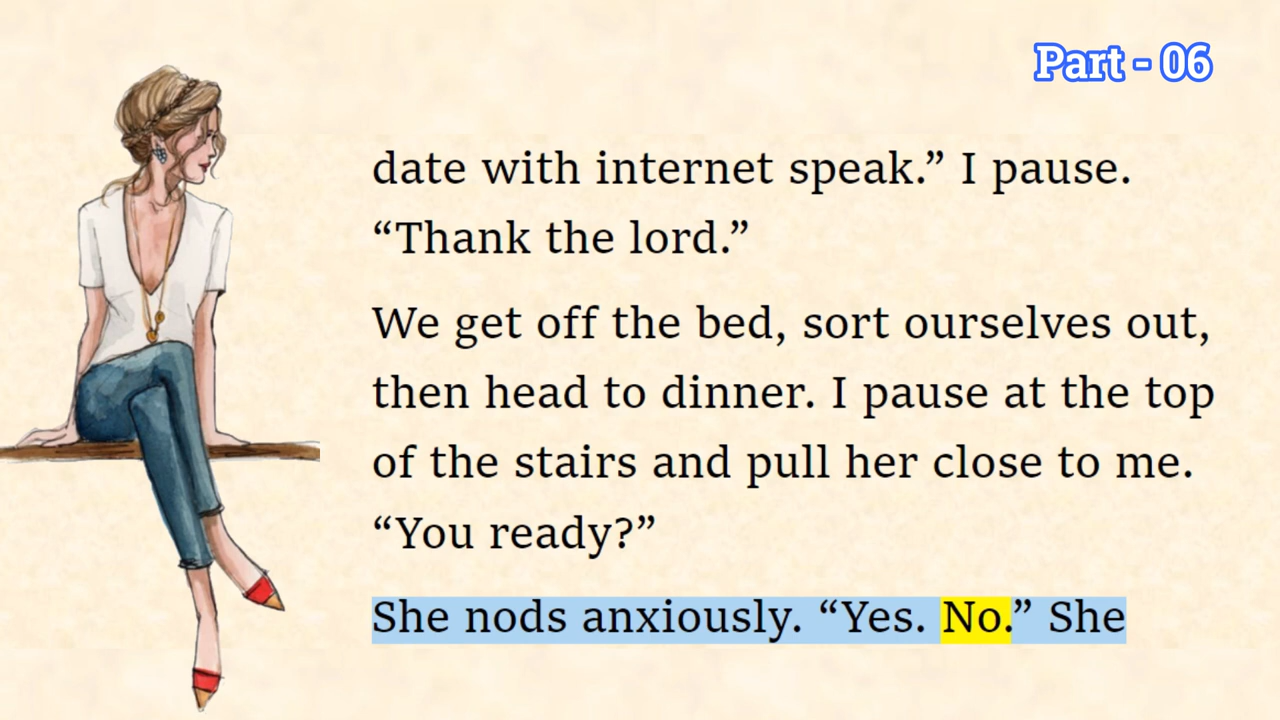 Part - 06
date with internet speak.” I pause.
“Thank the lord.”
We get off the bed, sort ourselves out,
then head to dinner. I pause at the top
of the stairs and pull her close to me.
“You ready?”
She nods anxiously. “Yes. No.” She